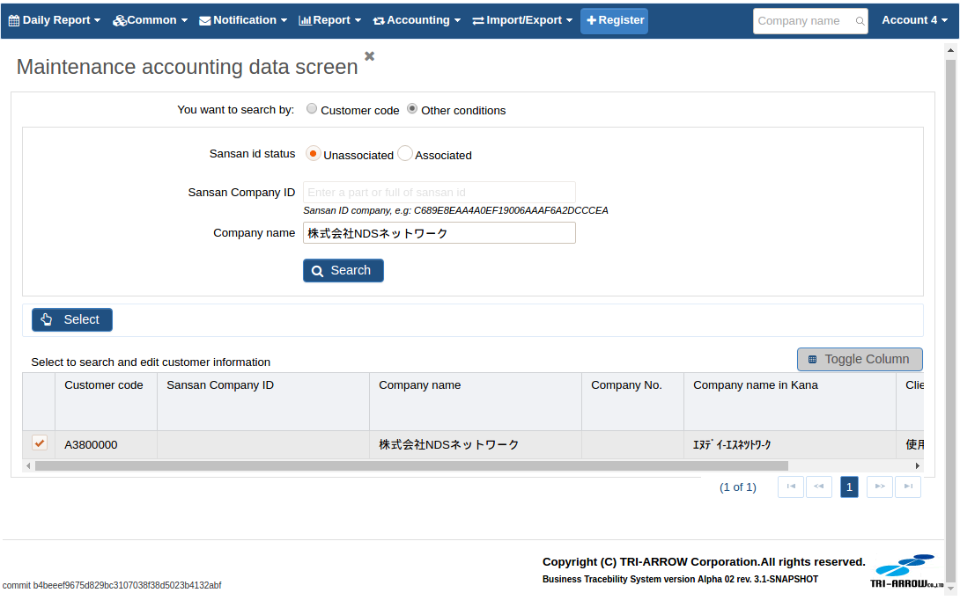 Daily Report Common Notification Report Accounting Import/Export Register Company name Account 4
Maintenance accounting data screen
You want to search by: Customer code Other conditions
Sansan id status Unassociated Associated
Sansan Company ID Enter a part or full of sansan id
Sansan ID company, e.g: C689E8EAA4A0EF19006AAAF6A2DCCCEA
Company name 株式会社NDSネットワーク
Search
Select
Select to search and edit customer information Toggle Column
Customer code Sansan Company ID Company name Company No. Company name in Kana Clie
A3800000 株式会社NDSネットワーク ｴﾇﾃﾞｲｰｴｽﾈﾂﾄﾜｰｸ 使用
(1 of 1) 1
Copyright (C) TRI-ARROW Corporation.All rights reserved.
Business Tracebility System version Alpha 02 rev. 3.1-SNAPSHOT
TRI-ARROW CO.,LTD
commit b4beeef9675d829bc3107038f38d5023b4132abf